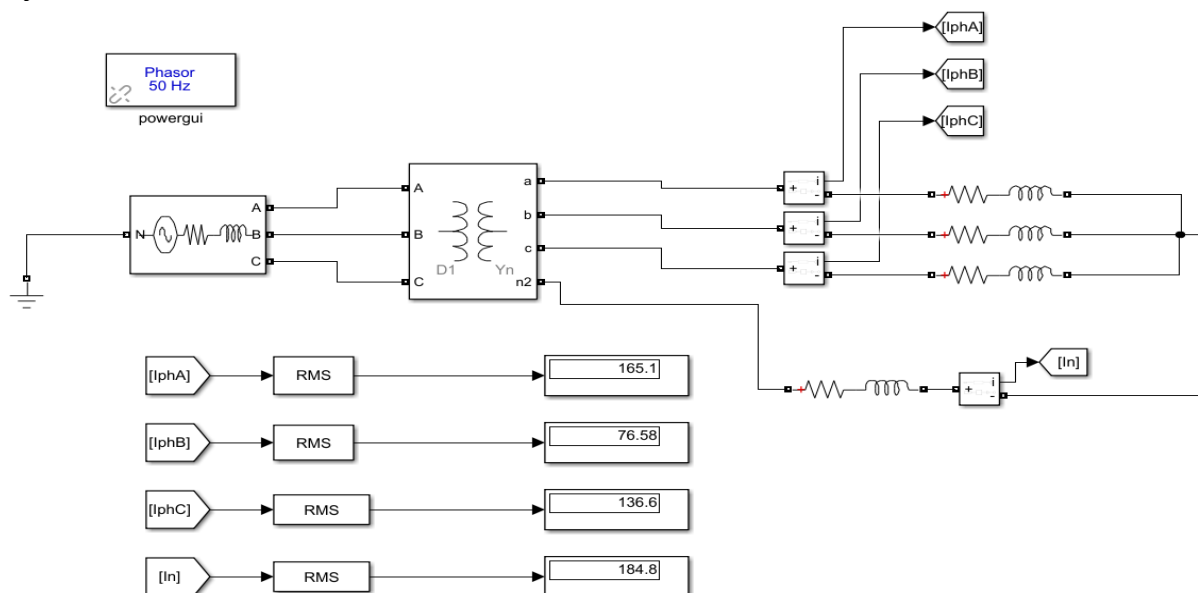 [IphA]
Phasor
50 Hz
[IphB]
powergui
[IphC]
A
a
i
+
-
+
A
N
B
C
B
b
i
+
-
+
c
i
+
-
+
D1
Yn
C
n2
[IphA]
RMS
165.1
+
+
i
-
[In]
[IphB]
RMS
76.58
[IphC]
RMS
136.6
[In]
RMS
184.8